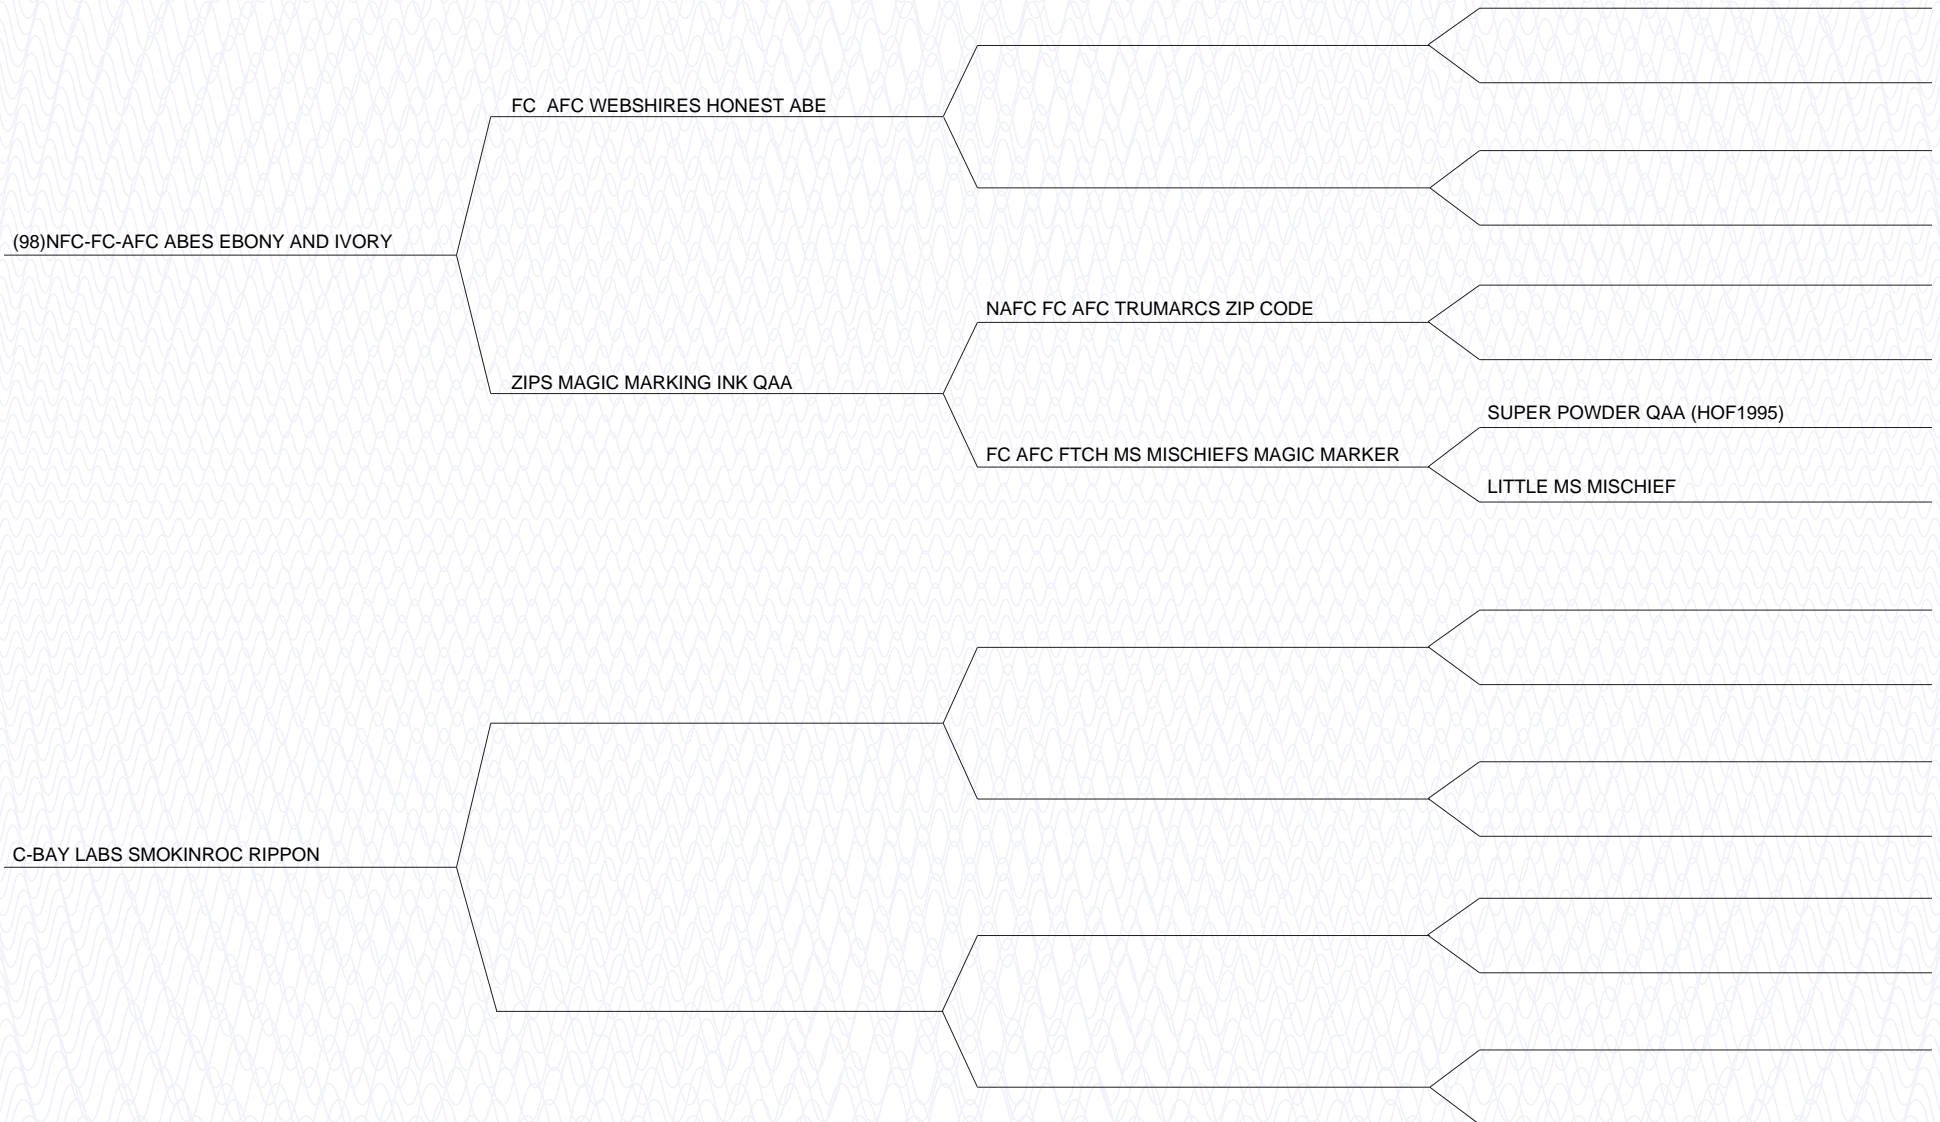 FC  AFC WEBSHIRES HONEST ABE
(98)NFC-FC-AFC ABES EBONY AND IVORY
NAFC FC AFC TRUMARCS ZIP CODE
ZIPS MAGIC MARKING INK QAA
SUPER POWDER QAA (HOF1995)
FC AFC FTCH MS MISCHIEFS MAGIC MARKER
LITTLE MS MISCHIEF
C-BAY LABS SMOKINROC RIPPON